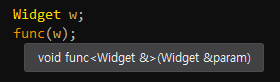 Widget w;
func(w);
void func<Widget &>(Widget &param)